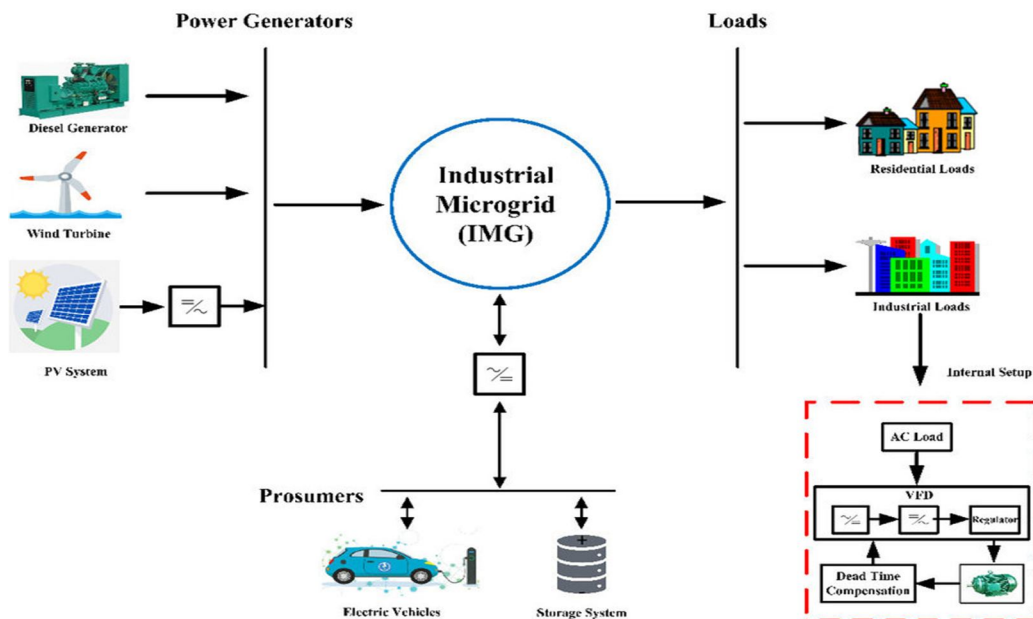 Power Generators
Loads
Diesel Generator
Wind Turbine
PV System
Industrial
Microgrid
(IMG)
Residential Loads
Industrial Loads
Internal Setup
AC Load
VFD
Regulator
Dead Time
Compensation
Prosumers
Electric Vehicles
Storage System